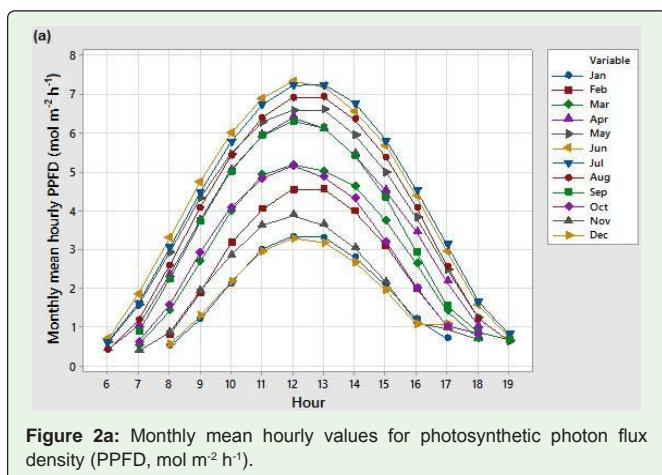 (a)
Monthly mean hourly PPFD (mol m⁻² h⁻¹)
8
7
6
5
4
3
2
1
0
6 7 8 9 10 11 12 13 14 15 16 17 18 19
Hour
Variable
Jan
Feb
Mar
Apr
May
Jun
Jul
Aug
Sep
Oct
Nov
Dec
Figure 2a: Monthly mean hourly values for photosynthetic photon flux
density (PPFD, mol m⁻² h⁻¹).